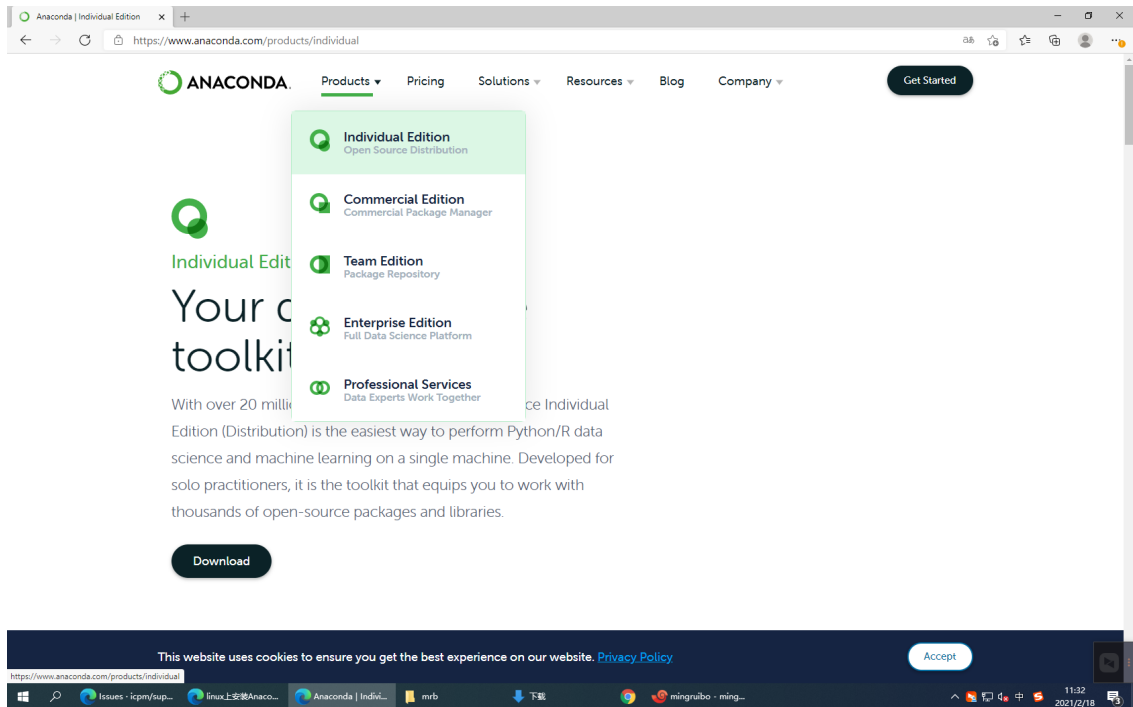 Anaconda | Individual Edition
https://www.anaconda.com/products/individual
ANACONDA.
Products
Pricing
Solutions
Resources
Blog
Company
Get Started
Individual Edition
Open Source Distribution
Commercial Edition
Commercial Package Manager
Team Edition
Package Repository
Enterprise Edition
Full Data Science Platform
Professional Services
Data Experts Work Together
Individual Edit
Your
toolki
With over 20 milli ce Individual
Edition (Distribution) is the easiest way to perform Python/R data
science and machine learning on a single machine. Developed for
solo practitioners, it is the toolkit that equips you to work with
thousands of open-source packages and libraries.
Download
This website uses cookies to ensure you get the best experience on our website. Privacy Policy
Accept
https://www.anaconda.com/products/individual
Issues · icpm/sup...
linux上安装Anaco...
Anaconda | Indivi...
mrb
下载
mingruibo - ming...
中
11:32
2021/2/18
3